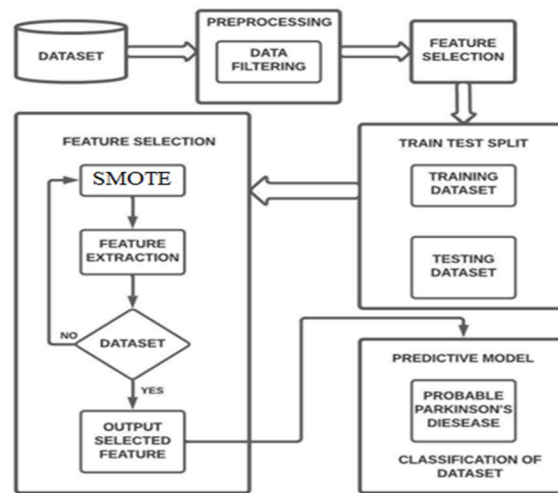 DATASET
PREPROCESSING
DATA
FILTERING
FEATURE
SELECTION
FEATURE SELECTION
SMOTE
FEATURE
EXTRACTION
NO
DATASET
YES
OUTPUT
SELECTED
FEATURE
TRAIN TEST SPLIT
TRAINING
DATASET
TESTING
DATASET
PREDICTIVE MODEL
PROBABLE
PARKINSON'S
DIESEASE
CLASSIFICATION OF
DATASET